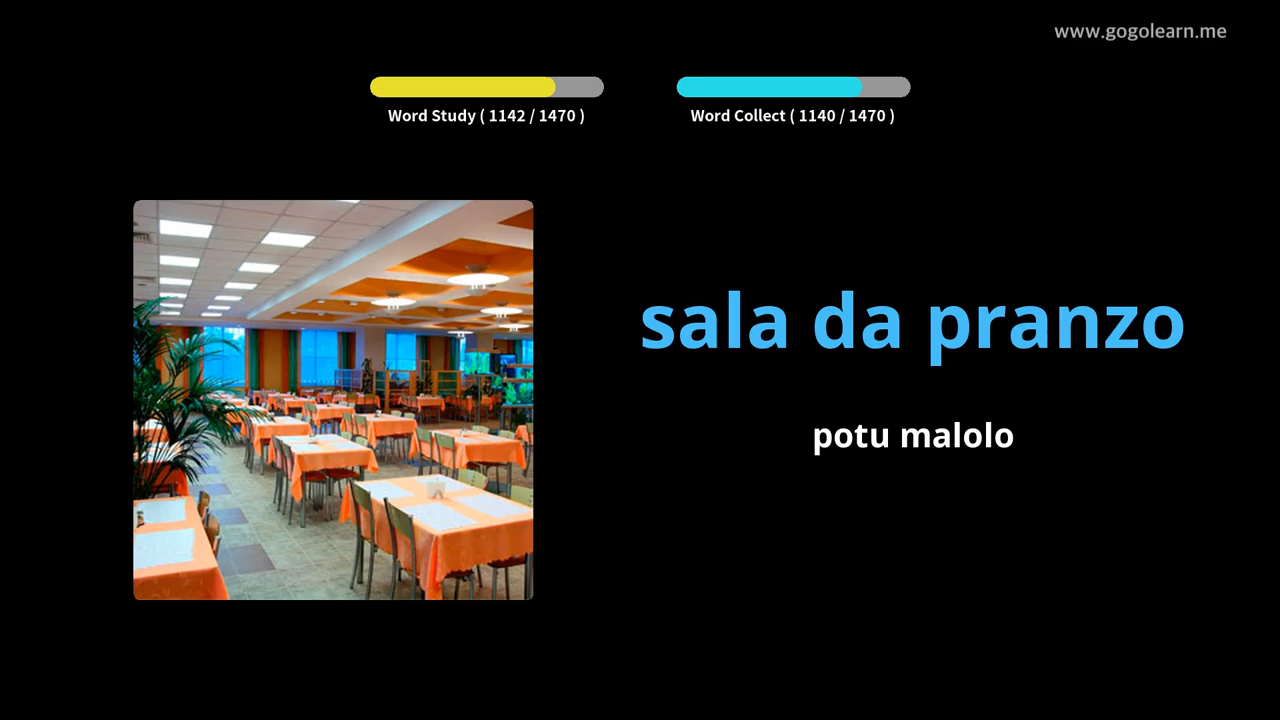 www.gogolearn.me
Word Study ( 1142 / 1470 )
Word Collect ( 1140 / 1470 )
sala da pranzo
potu malolo